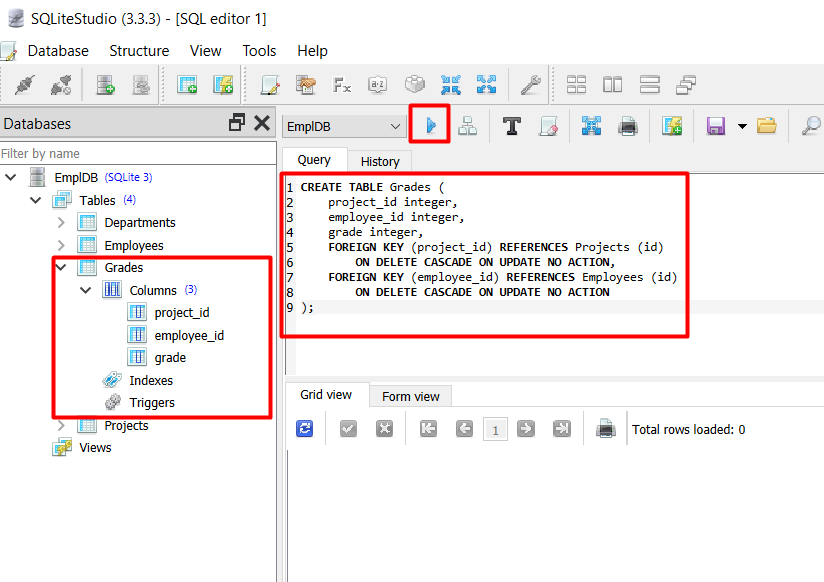 SQLiteStudio (3.3.3) - [SQL editor 1]
Database Structure View Tools Help
Databases
Filter by name
EmplDB (SQLite 3)
Tables (4)
Departments
Employees
Grades
Columns (3)
project_id
employee_id
grade
Indexes
Triggers
Projects
Views
EmplDB
Query History
1 CREATE TABLE Grades (
2 project_id integer,
3 employee_id integer,
4 grade integer,
5 FOREIGN KEY (project_id) REFERENCES Projects (id)
6 ON DELETE CASCADE ON UPDATE NO ACTION,
7 FOREIGN KEY (employee_id) REFERENCES Employees (id)
8 ON DELETE CASCADE ON UPDATE NO ACTION
9 );
Grid view Form view
1 Total rows loaded: 0